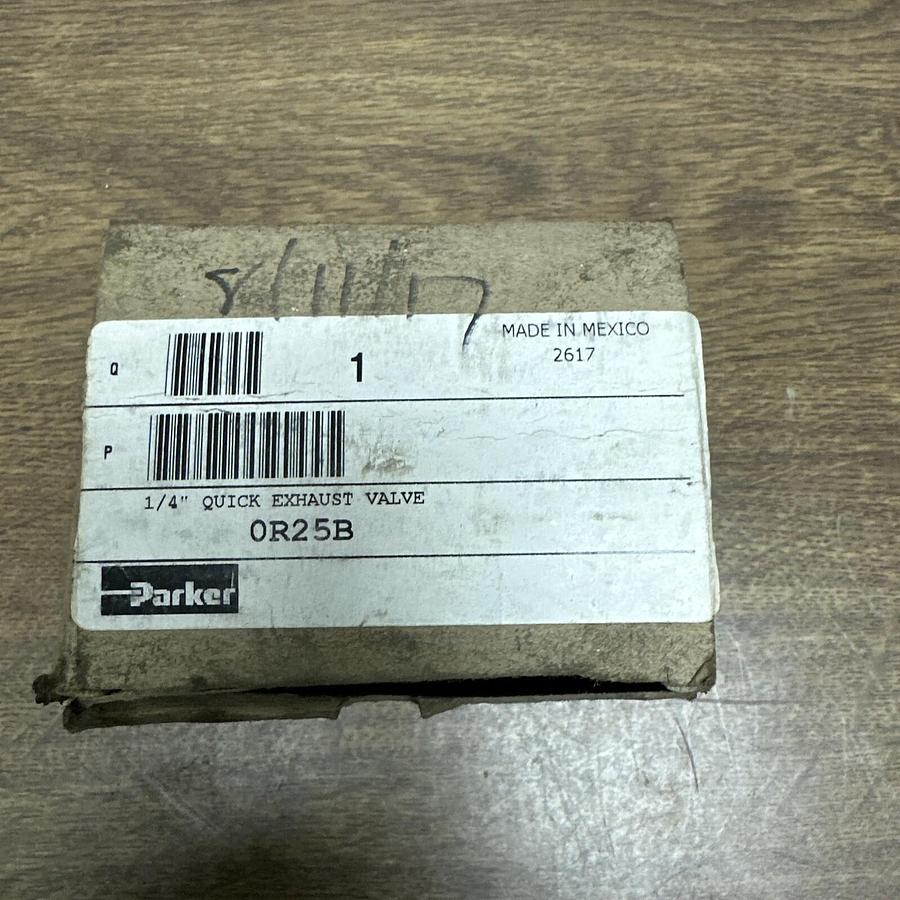 8/11/17
MADE IN MEXICO
2617
Q
1
P
1/4" QUICK EXHAUST VALVE
0R25B
Parker